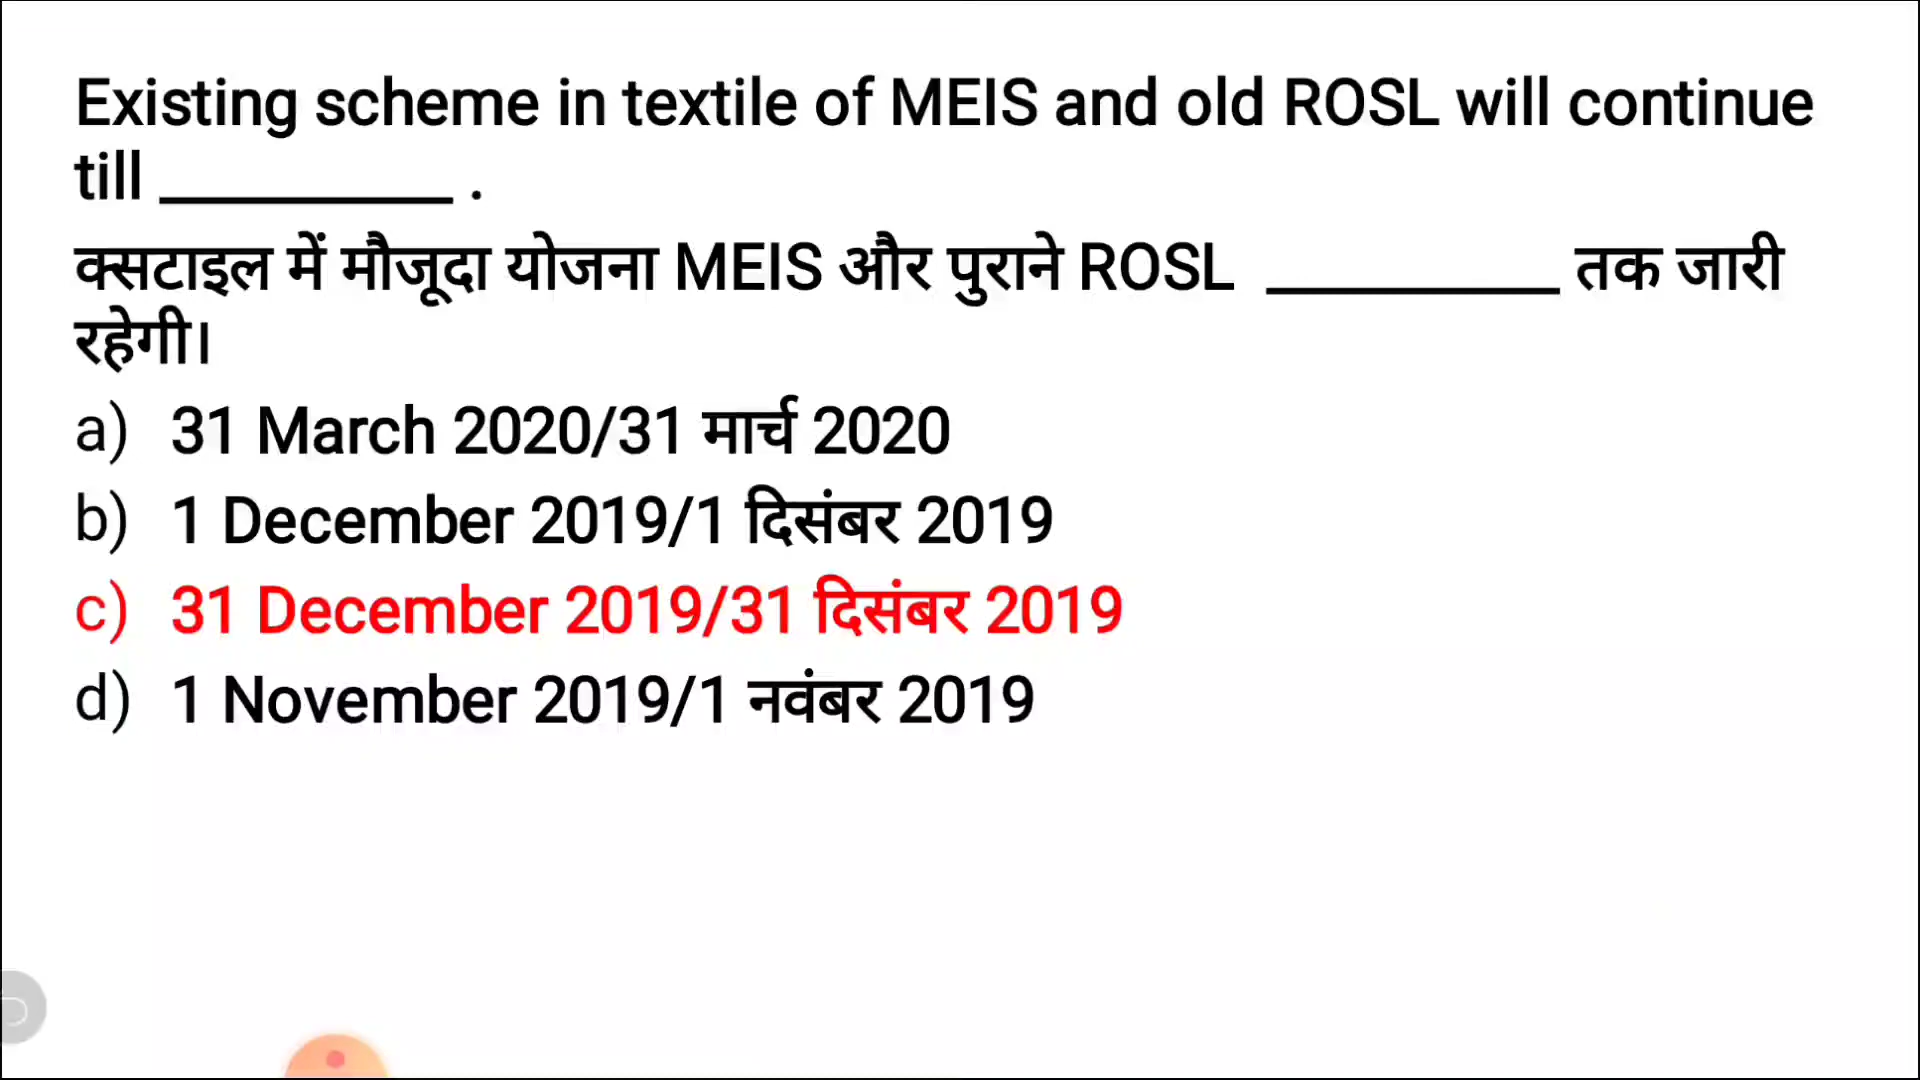 Existing scheme in textile of MEIS and old ROSL will continue
till _________ .
क्सटाइल में मौजूदा योजना MEIS और पुराने ROSL _________ तक जारी
रहेगी।
a) 31 March 2020/31 मार्च 2020
b) 1 December 2019/1 दिसंबर 2019
c) 31 December 2019/31 दिसंबर 2019
d) 1 November 2019/1 नवंबर 2019